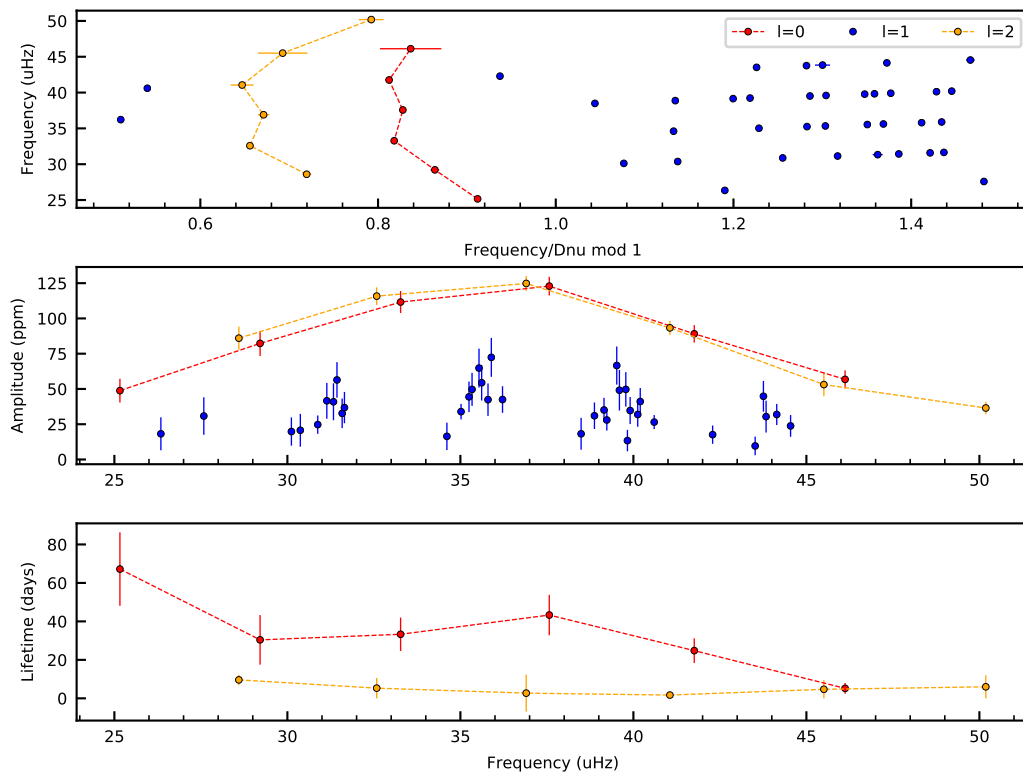 50
45
40
35
30
25
Frequency (uHz)
l=0 l=1 l=2
0.6 0.8 1.0 1.2 1.4
Frequency/Dnu mod 1
125
100
75
50
25
0
Amplitude (ppm)
25 30 35 40 45 50
80
60
40
20
0
Lifetime (days)
25 30 35 40 45 50
Frequency (uHz)